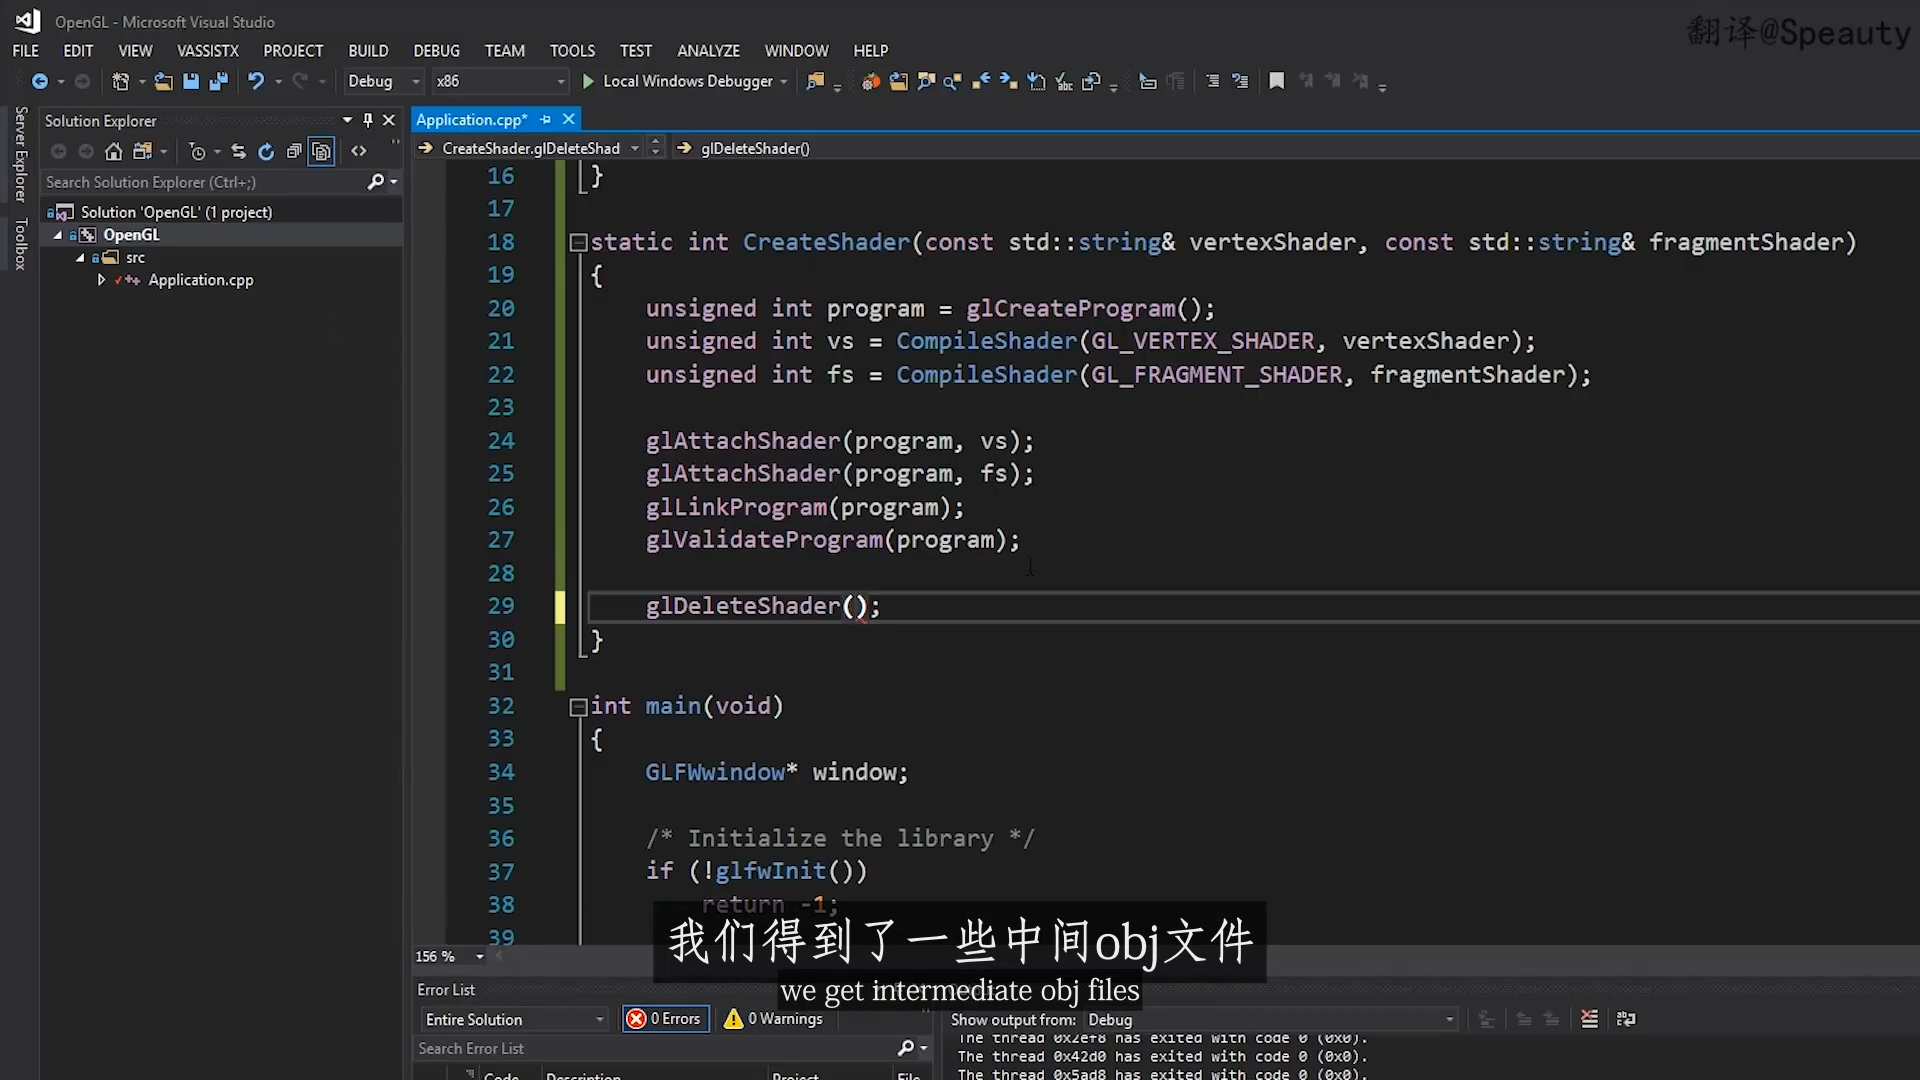 OpenGL - Microsoft Visual Studio
翻译@Speauty
FILE EDIT VIEW VASSISTX PROJECT BUILD DEBUG TEAM TOOLS TEST ANALYZE WINDOW HELP
Debug x86 Local Windows Debugger
Server Explorer
Toolbox
Solution Explorer
Search Solution Explorer (Ctrl+;)
Solution 'OpenGL' (1 project)
OpenGL
src
Application.cpp
Application.cpp*
CreateShader.glDeleteShad glDeleteShader()
16 }
17
18 static int CreateShader(const std::string& vertexShader, const std::string& fragmentShader)
19 {
20 unsigned int program = glCreateProgram();
21 unsigned int vs = CompileShader(GL_VERTEX_SHADER, vertexShader);
22 unsigned int fs = CompileShader(GL_FRAGMENT_SHADER, fragmentShader);
23
24 glAttachShader(program, vs);
25 glAttachShader(program, fs);
26 glLinkProgram(program);
27 glValidateProgram(program);
28
29 glDeleteShader();
30 }
31
32 int main(void)
33 {
34 GLFWwindow* window;
35
36 /* Initialize the library */
37 if (!glfwInit())
38 return -1;
39
我们得到了一些中间obj文件
we get intermediate obj files
156 %
Error List
Entire Solution 0 Errors 0 Warnings
Search Error List
Code Description Project File
Show output from: Debug
The thread 0x2ef8 has exited with code 0 (0x0).
The thread 0x42d0 has exited with code 0 (0x0).
The thread 0x5ad8 has exited with code 0 (0x0).